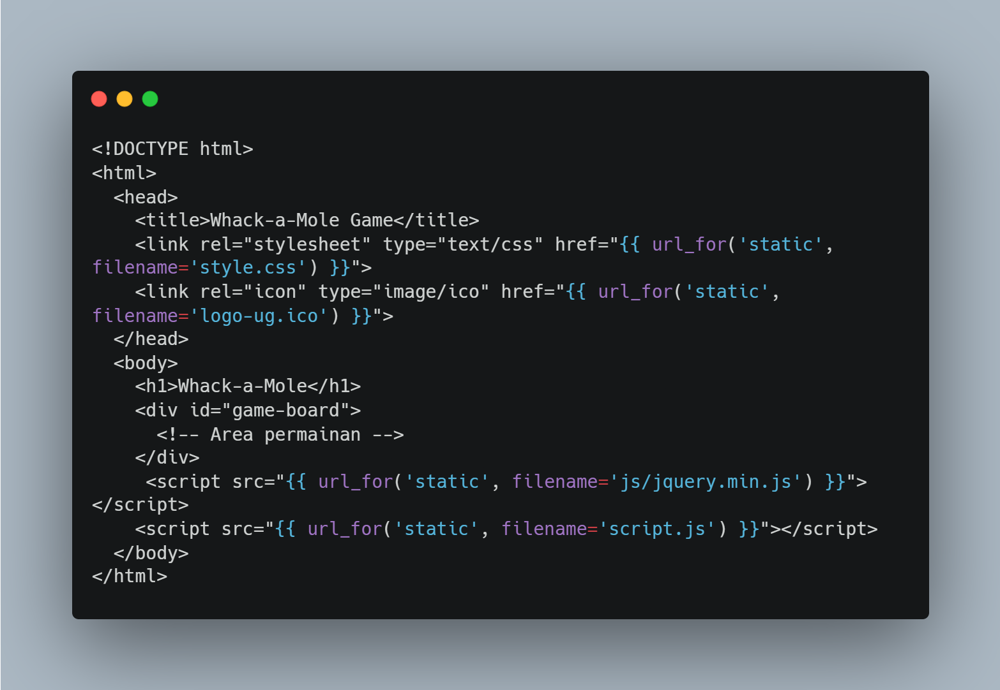 <!DOCTYPE html>
<html>
  <head>
    <title>Whack-a-Mole Game</title>
    <link rel="stylesheet" type="text/css" href="{{ url_for('static',
filename='style.css') }}">
    <link rel="icon" type="image/ico" href="{{ url_for('static',
filename='logo-ug.ico') }}">
  </head>
  <body>
    <h1>Whack-a-Mole</h1>
    <div id="game-board">
      <!-- Area permainan -->
    </div>
     <script src="{{ url_for('static', filename='js/jquery.min.js') }}">
</script>
    <script src="{{ url_for('static', filename='script.js') }}"></script>
  </body>
</html>